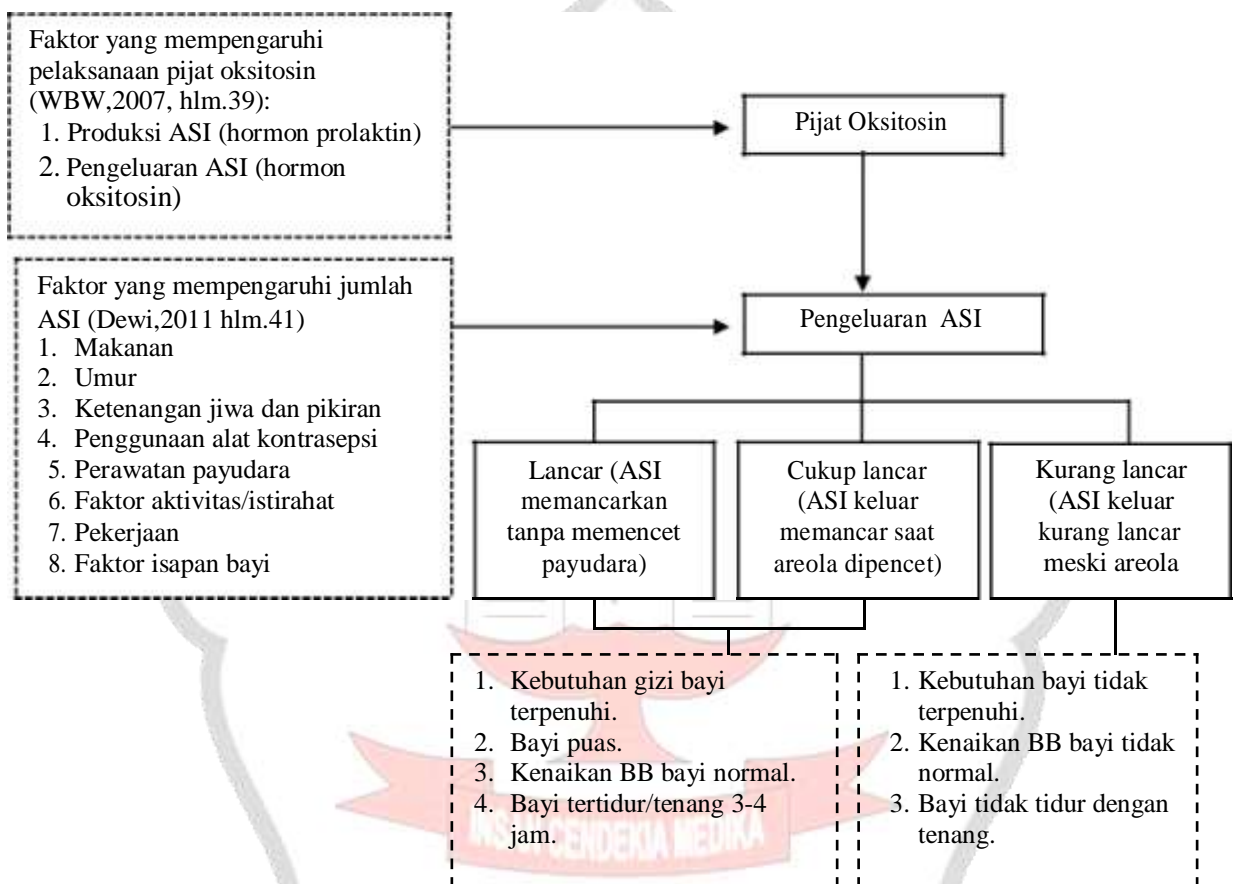 Faktor yang mempengaruhi
pelaksanaan pijat oksitosin
(WBW,2007, hlm.39):
1. Produksi ASI (hormon prolaktin)
2. Pengeluaran ASI (hormon
oksitosin)
Pijat Oksitosin
Faktor yang mempengaruhi jumlah
ASI (Dewi,2011 hlm.41)
1. Makanan
2. Umur
3. Ketenangan jiwa dan pikiran
4. Penggunaan alat kontrasepsi
5. Perawatan payudara
6. Faktor aktivitas/istirahat
7. Pekerjaan
8. Faktor isapan bayi
Pengeluaran ASI
Lancar (ASI
memancarkan
tanpa memencet
payudara)
Cukup lancar
(ASI keluar
memancar saat
areola dipencet)
Kurang lancar
(ASI keluar
kurang lancar
meski areola
1. Kebutuhan gizi bayi
terpenuhi.
2. Bayi puas.
3. Kenaikan BB bayi normal.
4. Bayi tertidur/tenang 3-4
jam.
1. Kebutuhan bayi tidak
terpenuhi.
2. Kenaikan BB bayi tidak
normal.
3. Bayi tidak tidur dengan
tenang.
INSAN CENDEKIA MEDIKA